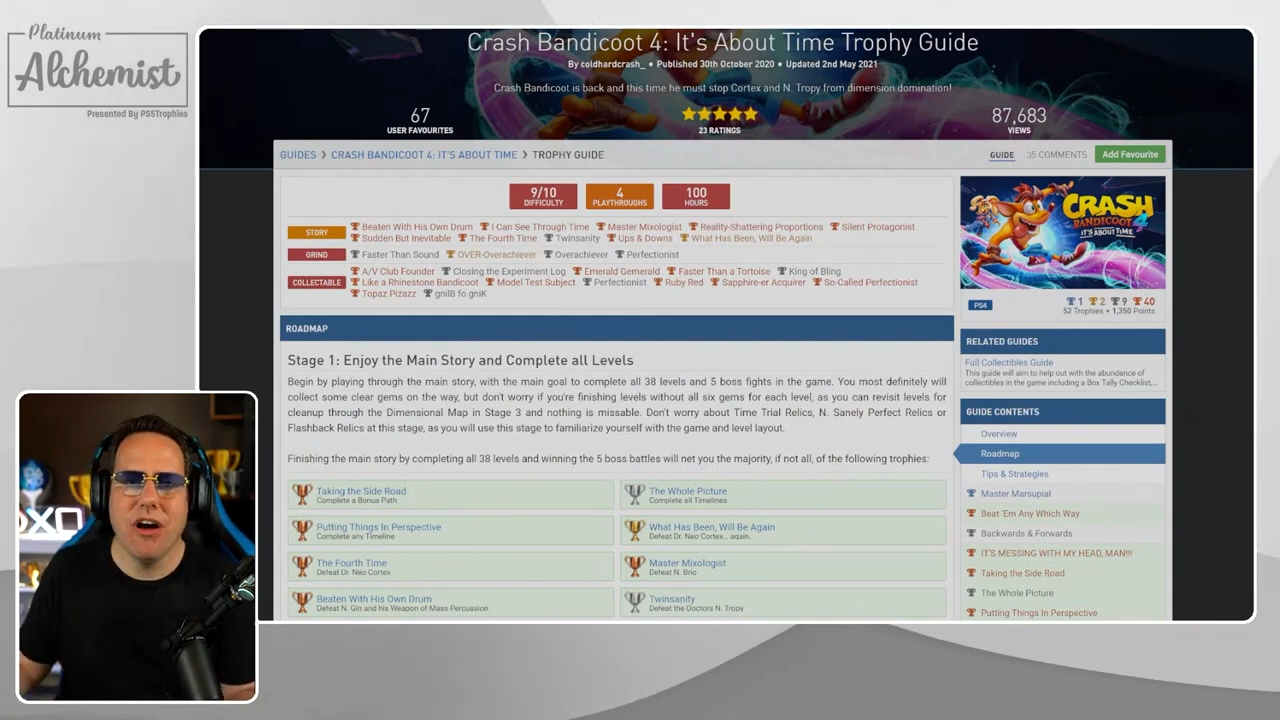 Platinum
Alchemist
Presented By PS5Trophies
Crash Bandicoot 4: It's About Time Trophy Guide
By coldhardcrash_ • Published 30th October 2020 • Updated 2nd May 2021
Crash Bandicoot is back and this time he must stop Cortex and N. Tropy from dimension domination!
67
USER FAVOURITES
23 RATINGS
87,683
VIEWS
GUIDES > CRASH BANDICOOT 4: IT'S ABOUT TIME > TROPHY GUIDE
GUIDE 35 COMMENTS Add Favourite
9/10
DIFFICULTY
4
PLAYTHROUGHS
100
HOURS
STORY
Beaten With His Own Drum I Can See Through Time Master Mixologist Reality-Shattering Proportions Silent Protagonist
Sudden But Inevitable The Fourth Time Twinsanity Ups & Downs What Has Been, Will Be Again
GRIND
Faster Than Sound OVER-Overachiever Overachiever Perfectionist
COLLECTABLE
A/V Club Founder Closing the Experiment Log Emerald Gemerald Faster Than a Tortoise King of Bling
Like a Rhinestone Bandicoot Model Test Subject Perfectionist Ruby Red Sapphire-er Acquirer So-Called Perfectionist
Topaz Pizazz gnilB fo gniK
ROADMAP
Stage 1: Enjoy the Main Story and Complete all Levels
Begin by playing through the main story, with the main goal to complete all 38 levels and 5 boss fights in the game. You most definitely will
collect some clear gems on the way, but don't worry if you're finishing levels without all six gems for each level, as you can revisit levels for
cleanup through the Dimensional Map in Stage 3 and nothing is missable. Don't worry about Time Trial Relics, N. Sanely Perfect Relics or
Flashback Relics at this stage, as you will use this stage to familiarize yourself with the game and level layout.
Finishing the main story by completing all 38 levels and winning the 5 boss battles will net you the majority, if not all, of the following trophies:
Taking the Side Road
Complete a Bonus Path
The Whole Picture
Complete all Timelines
Putting Things In Perspective
Complete any Timeline
What Has Been, Will Be Again
Defeat Dr. Neo Cortex... again.
The Fourth Time
Defeat Dr. Neo Cortex
Master Mixologist
Defeat N. Brio
Beaten With His Own Drum
Defeat N. Gin and his Weapon of Mass Percussion
Twinsanity
Defeat the Doctors N. Tropy
CRASH
BANDICOOT 4
IT'S ABOUT TIME
PS4
1 2 9 40
52 Trophies • 1,350 Points
RELATED GUIDES
Full Collectibles Guide
This guide will aim to help out with the abundance of
collectibles in the game including a Box Tally Checklist,...
GUIDE CONTENTS
Overview
Roadmap
Tips & Strategies
Master Marsupial
Beat 'Em Any Which Way
Backwards & Forwards
IT'S MESSING WITH MY HEAD, MAN!!!
Taking the Side Road
The Whole Picture
Putting Things In Perspective